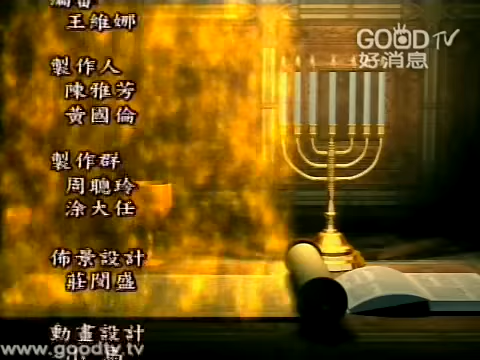 編審
王維娜
GOOD TV
好消息
製作人
陳雅芳
黃國倫
製作群
周聰玲
涂大任
佈景設計
莊閔盛
動畫設計
www.goodtv.tv